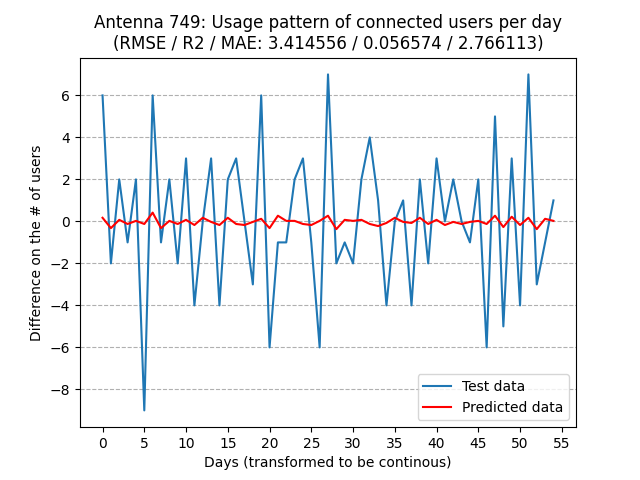 Antenna 749: Usage pattern of connected users per day
(RMSE / R2 / MAE: 3.414556 / 0.056574 / 2.766113)
Difference on the # of users
6
4
2
0
−2
−4
−6
−8
Test data
Predicted data
0 5 10 15 20 25 30 35 40 45 50 55
Days (transformed to be continous)